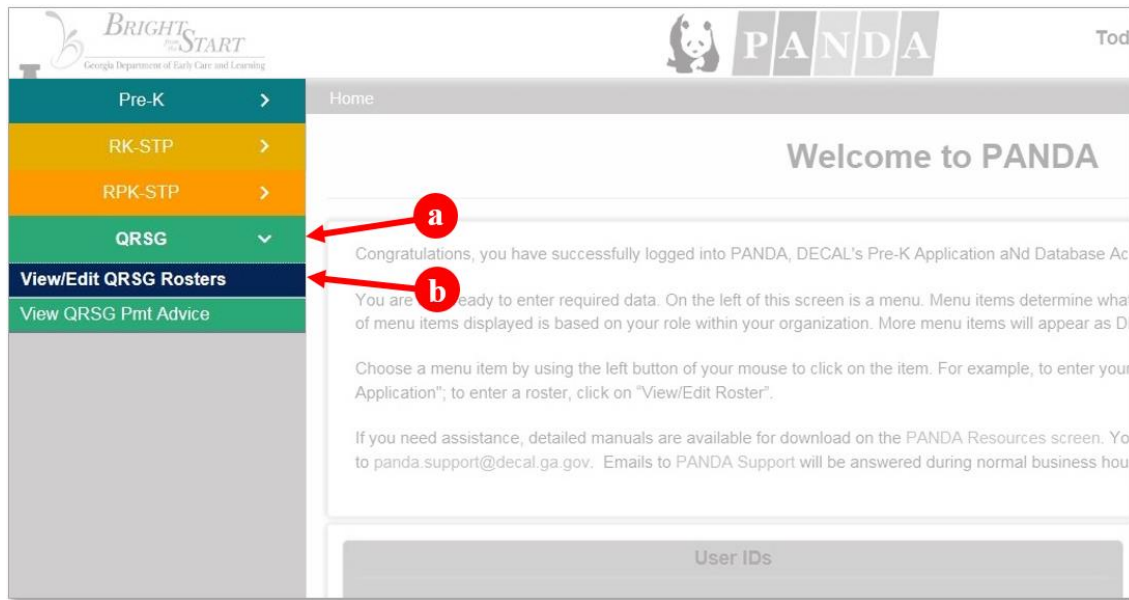 BRIGHT
from the START
Georgia Department of Early Care and Learning
PANDA
Tod
Pre-K
RK-STP
RPK-STP
QRSG
View/Edit QRSG Rosters
View QRSG Pmt Advice
a
b
Home
Welcome to PANDA
Congratulations, you have successfully logged into PANDA, DECAL's Pre-K Application aNd Database Ac
You are eady to enter required data. On the left of this screen is a menu. Menu items determine what
of menu items displayed is based on your role within your organization. More menu items will appear as D
Choose a menu item by using the left button of your mouse to click on the item. For example, to enter your
Application"; to enter a roster, click on “View/Edit Roster”.
If you need assistance, detailed manuals are available for download on the PANDA Resources screen. Yo
to panda.support@decal.ga.gov. Emails to PANDA Support will be answered during normal business hou
User IDs